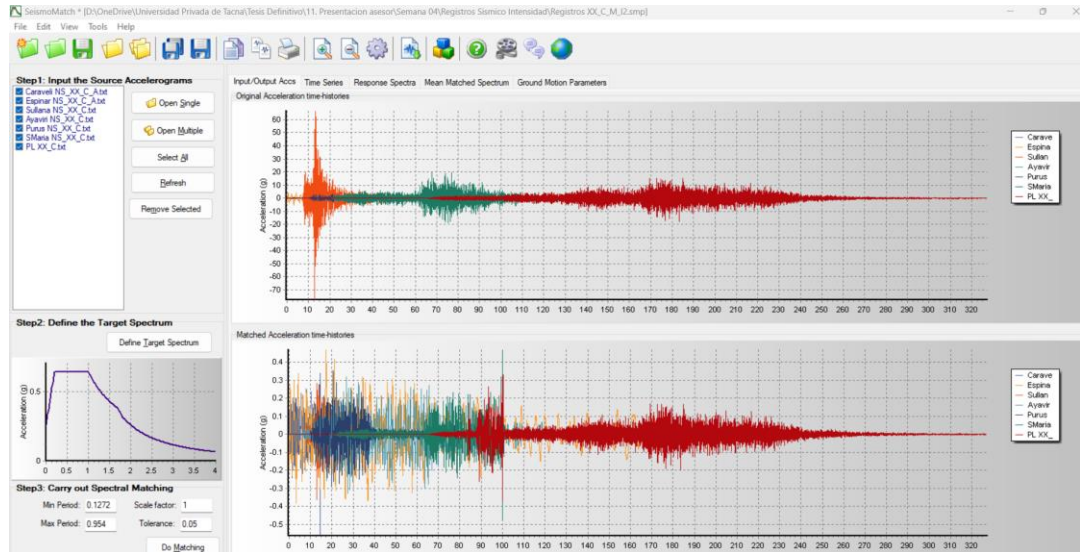 SeismoMatch * [D:\OneDrive\Universidad Privada de Tacna\Tesis Definitivo\11. Presentacion asesor\Semana 04\Registros Sismico Intensidad\Registros XX_C_M_I2.smp]
File Edit View Tools Help
Step1: Input the Source Accelerograms
Caraveli NS_XX_C_A.txt
Espinar NS_XX_C_A.txt
Sullana NS_XX_C.txt
Ayaviri NS_XX_C.txt
Purus NS_XX_C.txt
SMaria NS_XX_C.txt
PL XX_C.txt
Open Single
Open Multiple
Select All
Refresh
Remove Selected
Step2: Define the Target Spectrum
Define Target Spectrum
Acceleration (g)
0.5
0
0 0.5 1 1.5 2 2.5 3 3.5 4
Step3: Carry out Spectral Matching
Min Period: 0.1272 Scale factor: 1
Max Period: 0.954 Tolerance: 0.05
Do Matching
Input/Output Accs Time Series Response Spectra Mean Matched Spectrum Ground Motion Parameters
Original Acceleration time-histories
Acceleration (g)
60
50
40
30
20
10
0
-10
-20
-30
-40
-50
-60
-70
0 10 20 30 40 50 60 70 80 90 100 110 120 130 140 150 160 170 180 190 200 210 220 230 240 250 260 270 280 290 300 310 320
Carave
Espina
Sullan
Ayavir
Purus
SMaria
PL XX_
Matched Acceleration time-histories
Acceleration (g)
0.4
0.3
0.2
0.1
0
-0.1
-0.2
-0.3
-0.4
-0.5
0 10 20 30 40 50 60 70 80 90 100 110 120 130 140 150 160 170 180 190 200 210 220 230 240 250 260 270 280 290 300 310 320
Carave
Espina
Sullan
Ayavir
Purus
SMaria
PL XX_